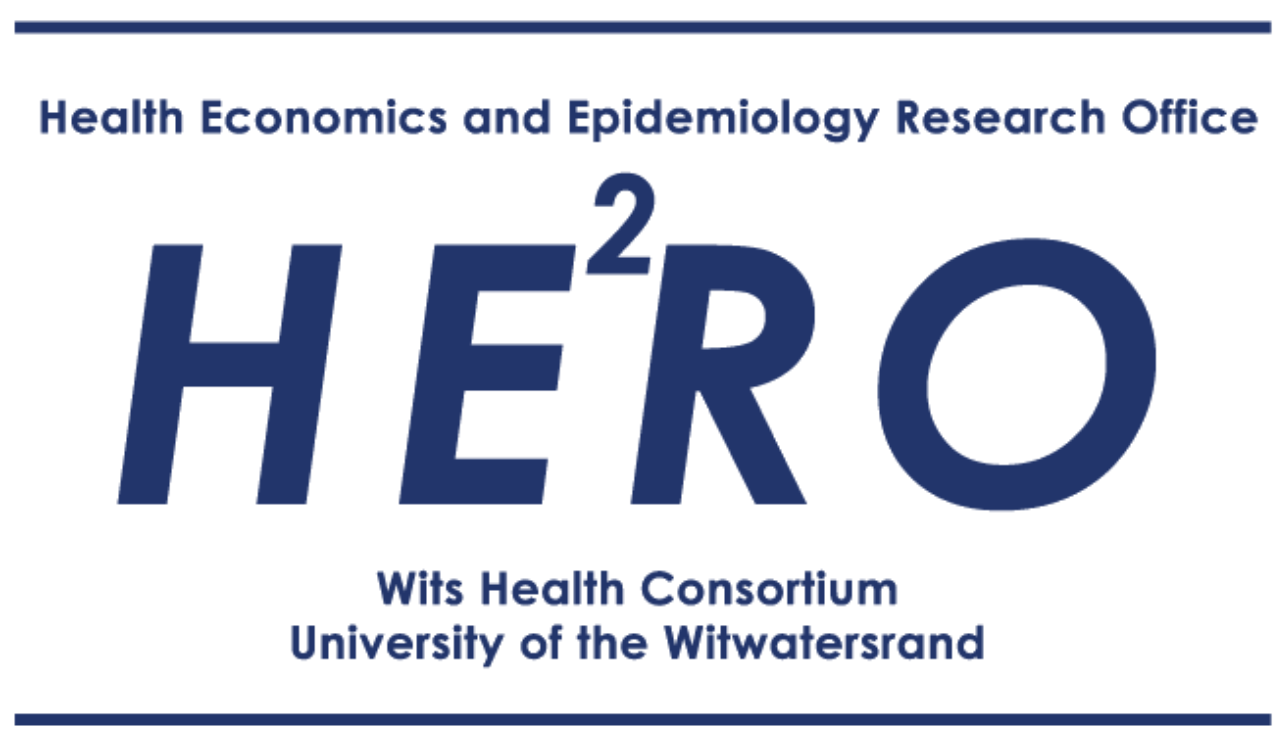 Health Economics and Epidemiology Research Office
HE²RO
Wits Health Consortium
University of the Witwatersrand